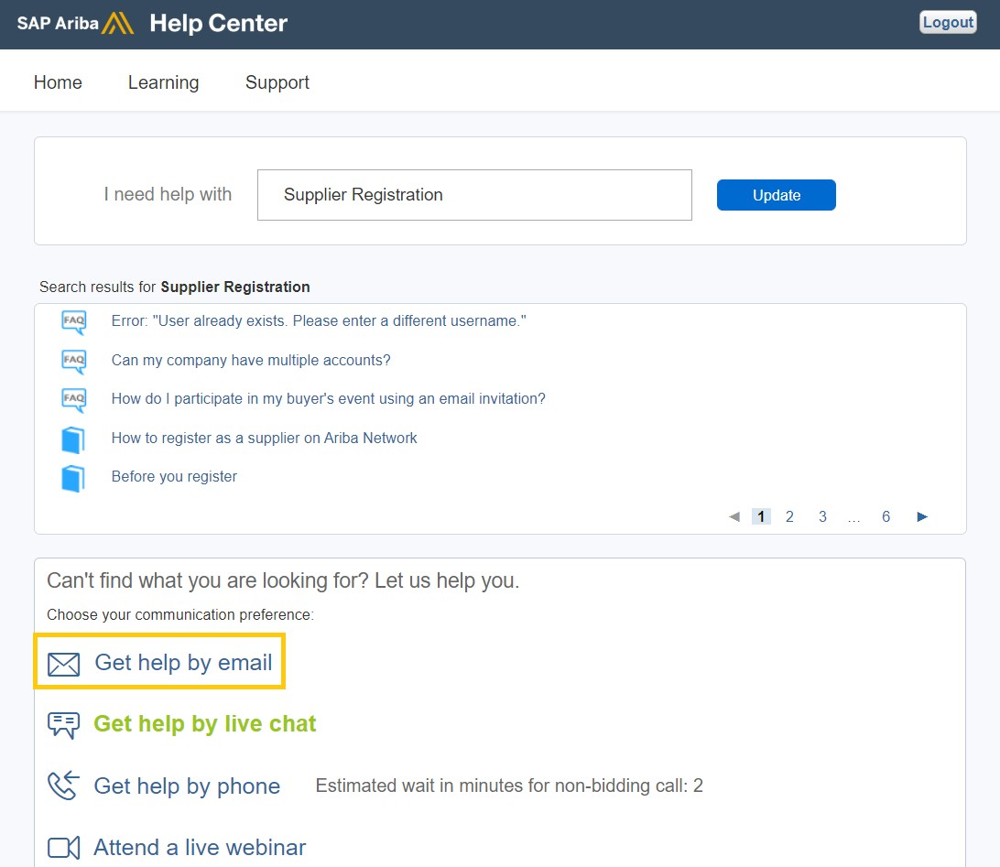 SAP Ariba Help Center
Logout
Home Learning Support
I need help with Supplier Registration Update
Search results for Supplier Registration
FAQ Error: "User already exists. Please enter a different username."
FAQ Can my company have multiple accounts?
FAQ How do I participate in my buyer's event using an email invitation?
How to register as a supplier on Ariba Network
Before you register
◀ 1 2 3 ... 6 ▶
Can't find what you are looking for? Let us help you.
Choose your communication preference:
Get help by email
Get help by live chat
Get help by phone Estimated wait in minutes for non-bidding call: 2
Attend a live webinar